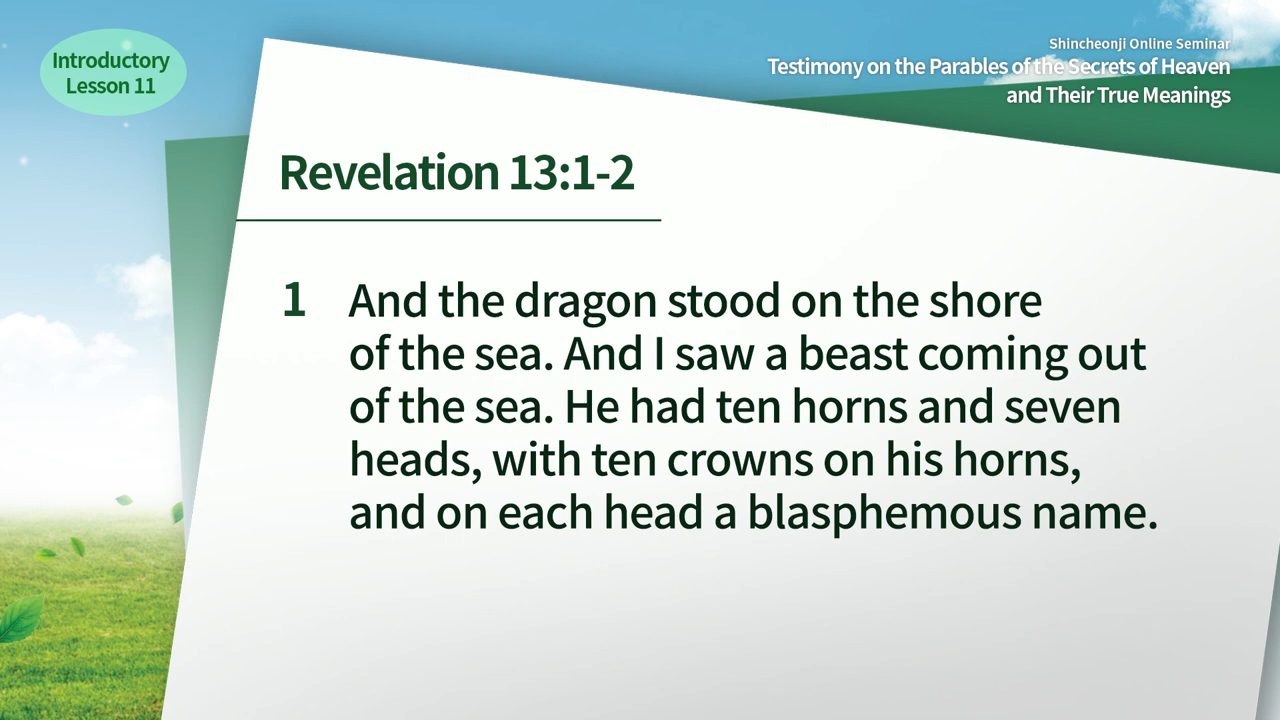 Introductory
Lesson 11
Shincheonji Online Seminar
Testimony on the Parables of the Secrets of Heaven
and Their True Meanings
Revelation 13:1-2
1 And the dragon stood on the shore
of the sea. And I saw a beast coming out
of the sea. He had ten horns and seven
heads, with ten crowns on his horns,
and on each head a blasphemous name.